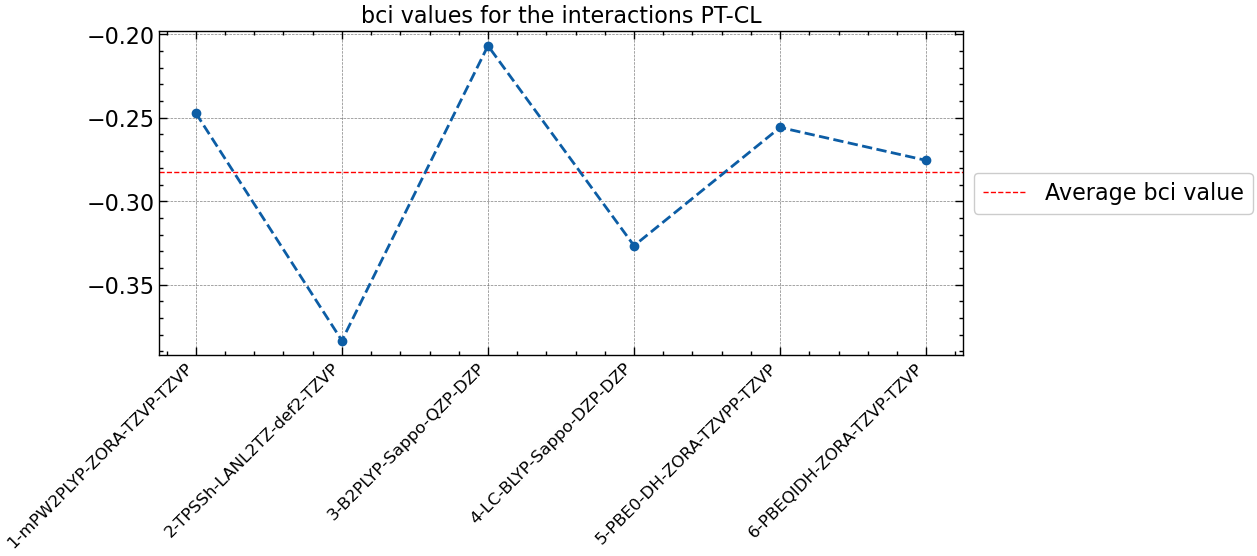 bci values for the interactions PT-CL
−0.20
−0.25
−0.30
−0.35
Average bci value
1-mPW2PLYP-ZORA-TZVP-TZVP
2-TPSSh-LANL2TZ-def2-TZVP
3-B2PLYP-Sappo-QZP-DZP
4-LC-BLYP-Sappo-DZP-DZP
5-PBE0-DH-ZORA-TZVPP-TZVP
6-PBEQIDH-ZORA-TZVP-TZVP